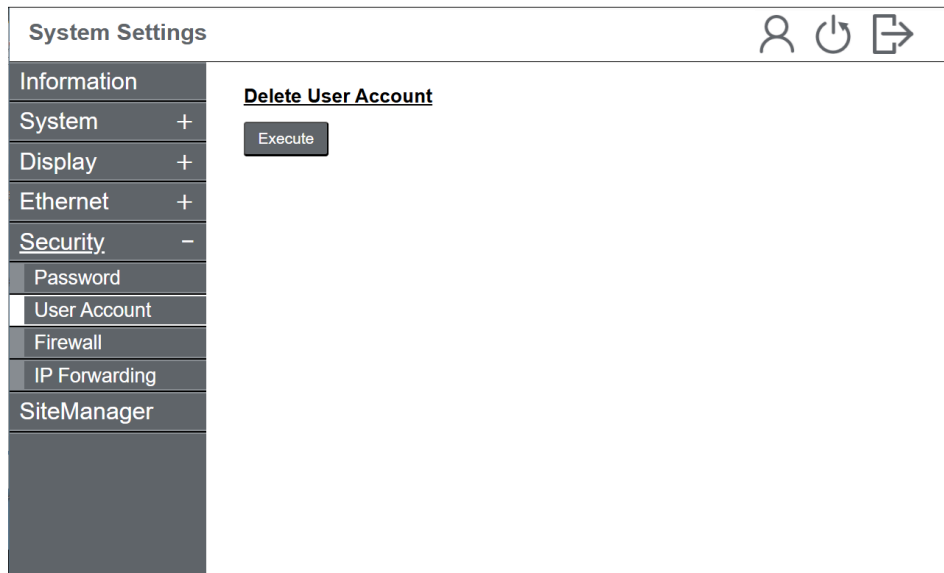 System Settings
Information
System +
Display +
Ethernet +
Security −
Password
User Account
Firewall
IP Forwarding
SiteManager
Delete User Account
Execute